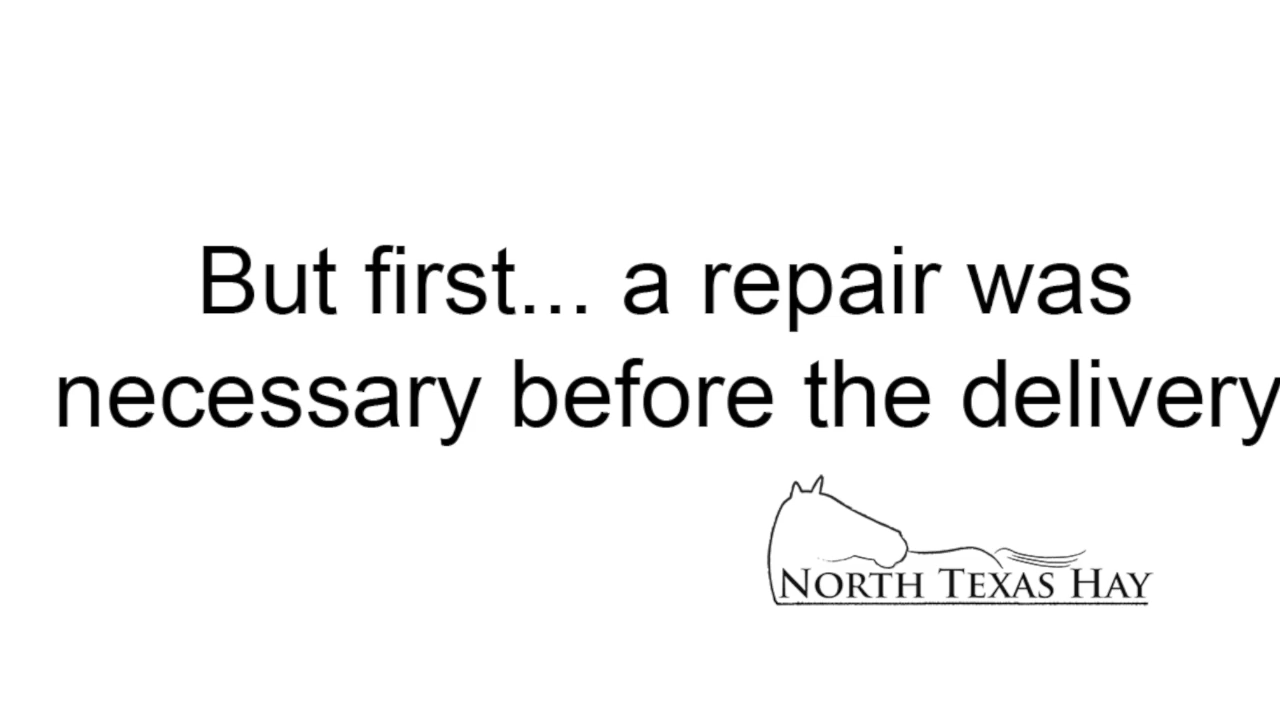 But first... a repair was
necessary before the delivery
NORTH TEXAS HAY